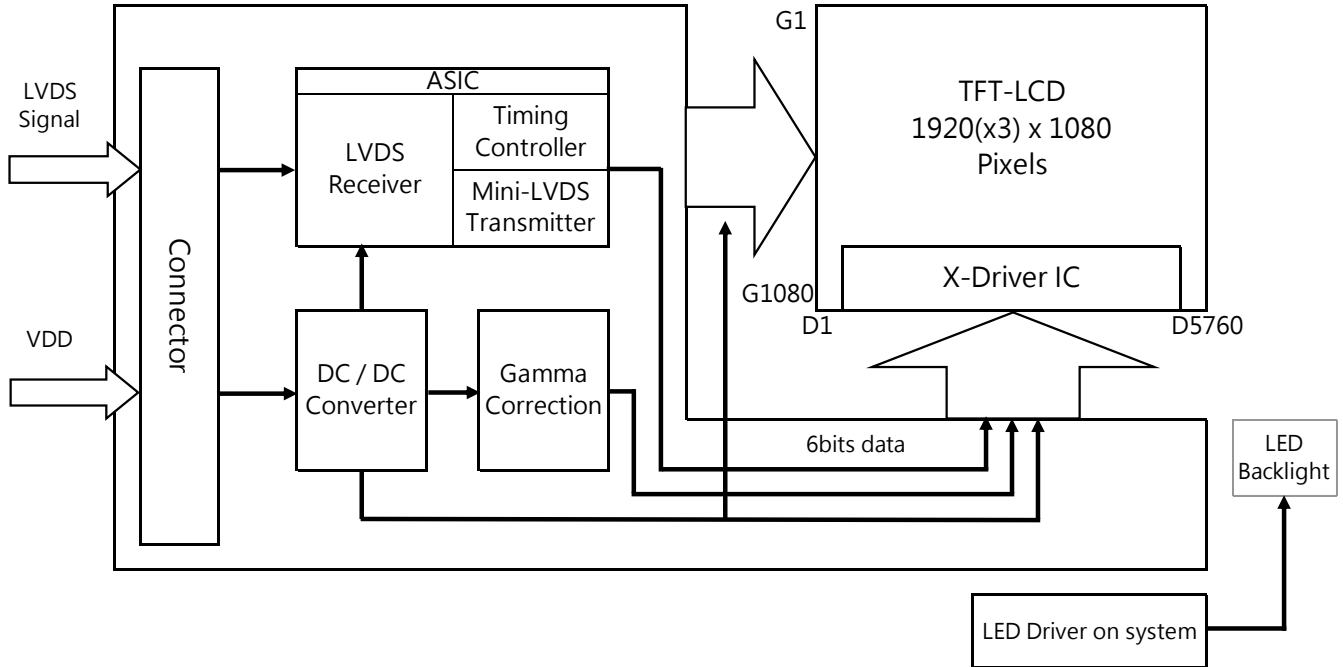 LVDS
Signal
VDD
Connector
ASIC
LVDS
Receiver
Timing
Controller
Mini-LVDS
Transmitter
DC / DC
Converter
Gamma
Correction
6bits data
G1
TFT-LCD
1920(x3) x 1080
Pixels
X-Driver IC
G1080
D1
D5760
LED
Backlight
LED Driver on system